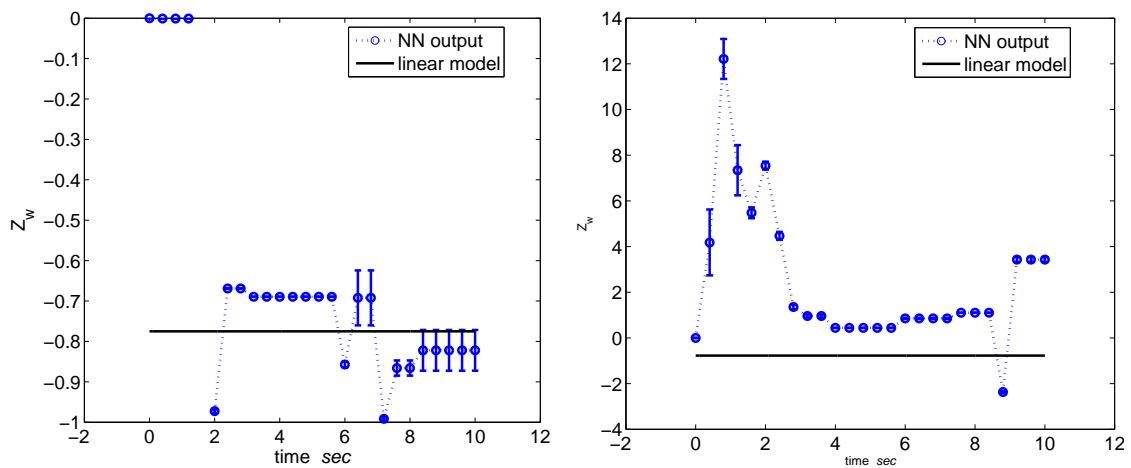 0
−0.1
−0.2
−0.3
−0.4
−0.5
−0.6
−0.7
−0.8
−0.9
−1
−2 0 2 4 6 8 10 12
Z_w
time sec
NN output
linear model
14
12
10
8
6
4
2
0
−2
−4
−2 0 2 4 6 8 10 12
Z_w
time sec
NN output
linear model